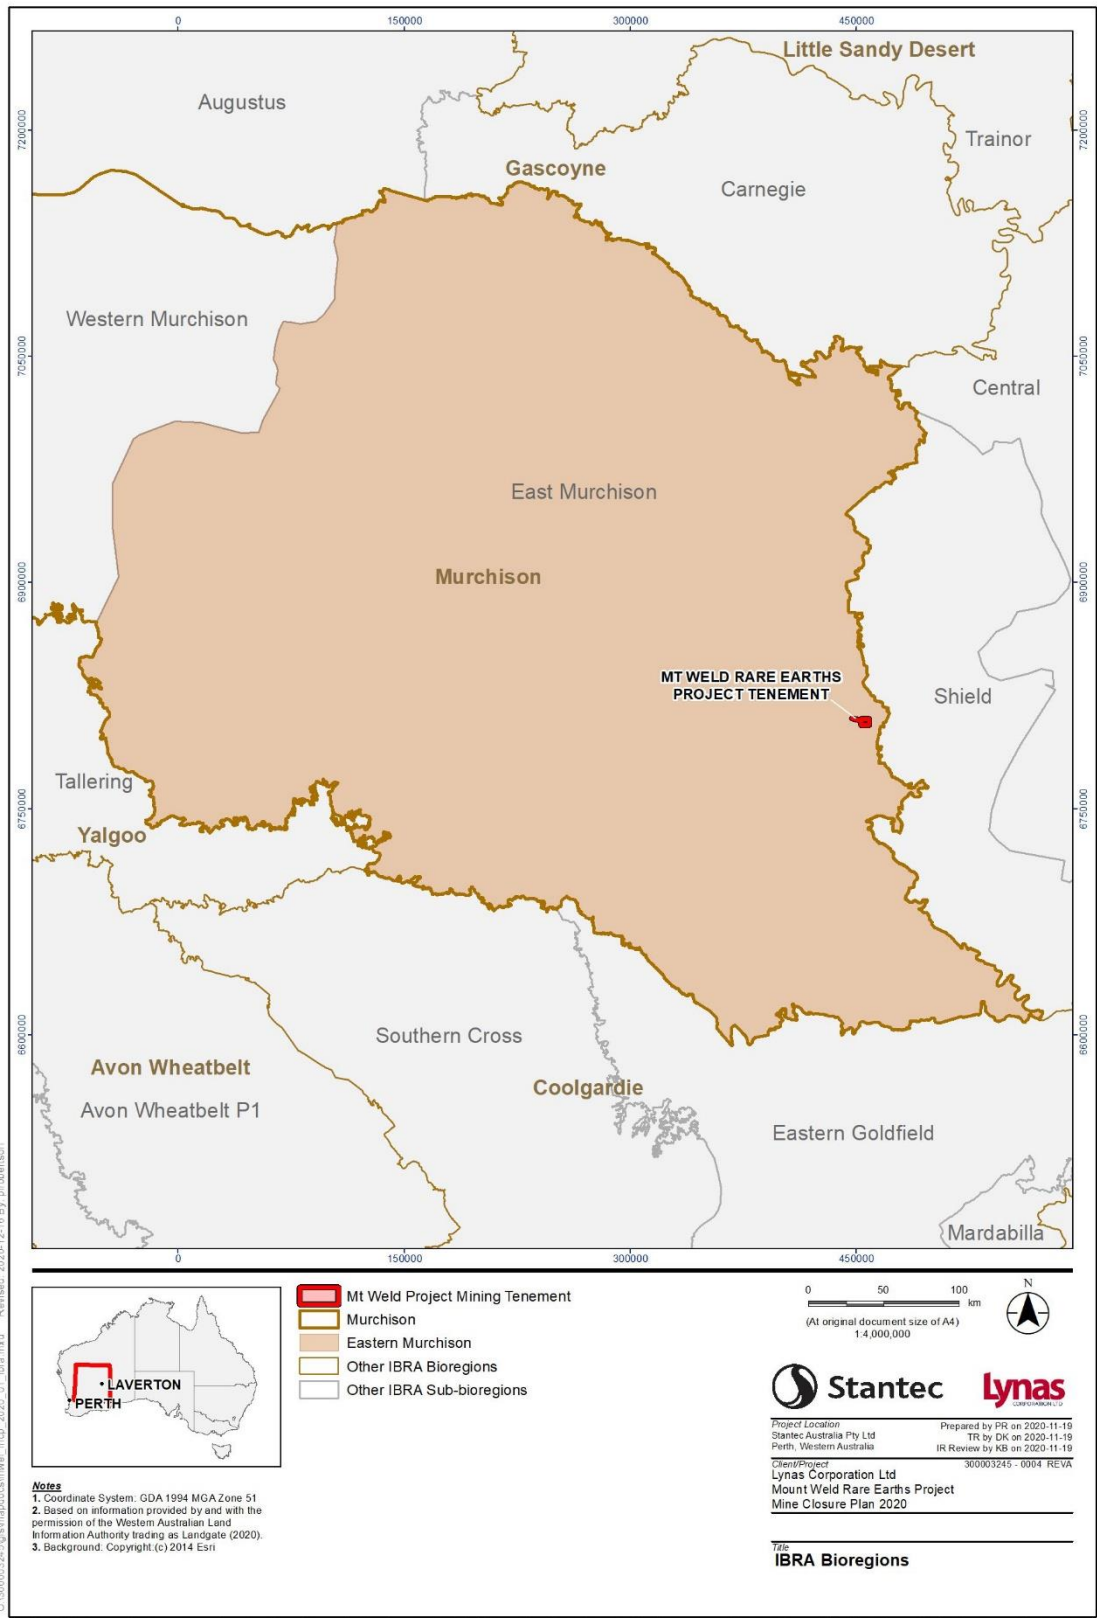 0 150000 300000 450000
Little Sandy Desert
Augustus
7200000
7200000
Trainor
Gascoyne
Carnegie
Western Murchison
7050000
7050000
Central
East Murchison
Murchison
6900000
6900000
MT WELD RARE EARTHS
PROJECT TENEMENT
Shield
Tallering
6750000
6750000
Yalgoo
Southern Cross
6600000
6600000
Avon Wheatbelt
Coolgardie
Avon Wheatbelt P1
Eastern Goldfield
Mardabilla
0 150000 300000 450000
LAVERTON
PERTH
Mt Weld Project Mining Tenement
Murchison
Eastern Murchison
Other IBRA Bioregions
Other IBRA Sub-bioregions
0 50 100
km
(At original document size of A4)
1:4,000,000
N
Stantec
Lynas
CORPORATION LTD
Project Location
Stantec Australia Pty Ltd
Perth, Western Australia
Prepared by PR on 2020-11-19
TR by DK on 2020-11-19
IR Review by KB on 2020-11-19
Client/Project
300003245 - 0004 REVA
Lynas Corporation Ltd
Mount Weld Rare Earths Project
Mine Closure Plan 2020
Title
IBRA Bioregions
Notes
1. Coordinate System: GDA 1994 MGA Zone 51
2. Based on information provided by and with the
permission of the Western Australian Land
Information Authority trading as Landgate (2020).
3. Background: Copyright:(c) 2014 Esri